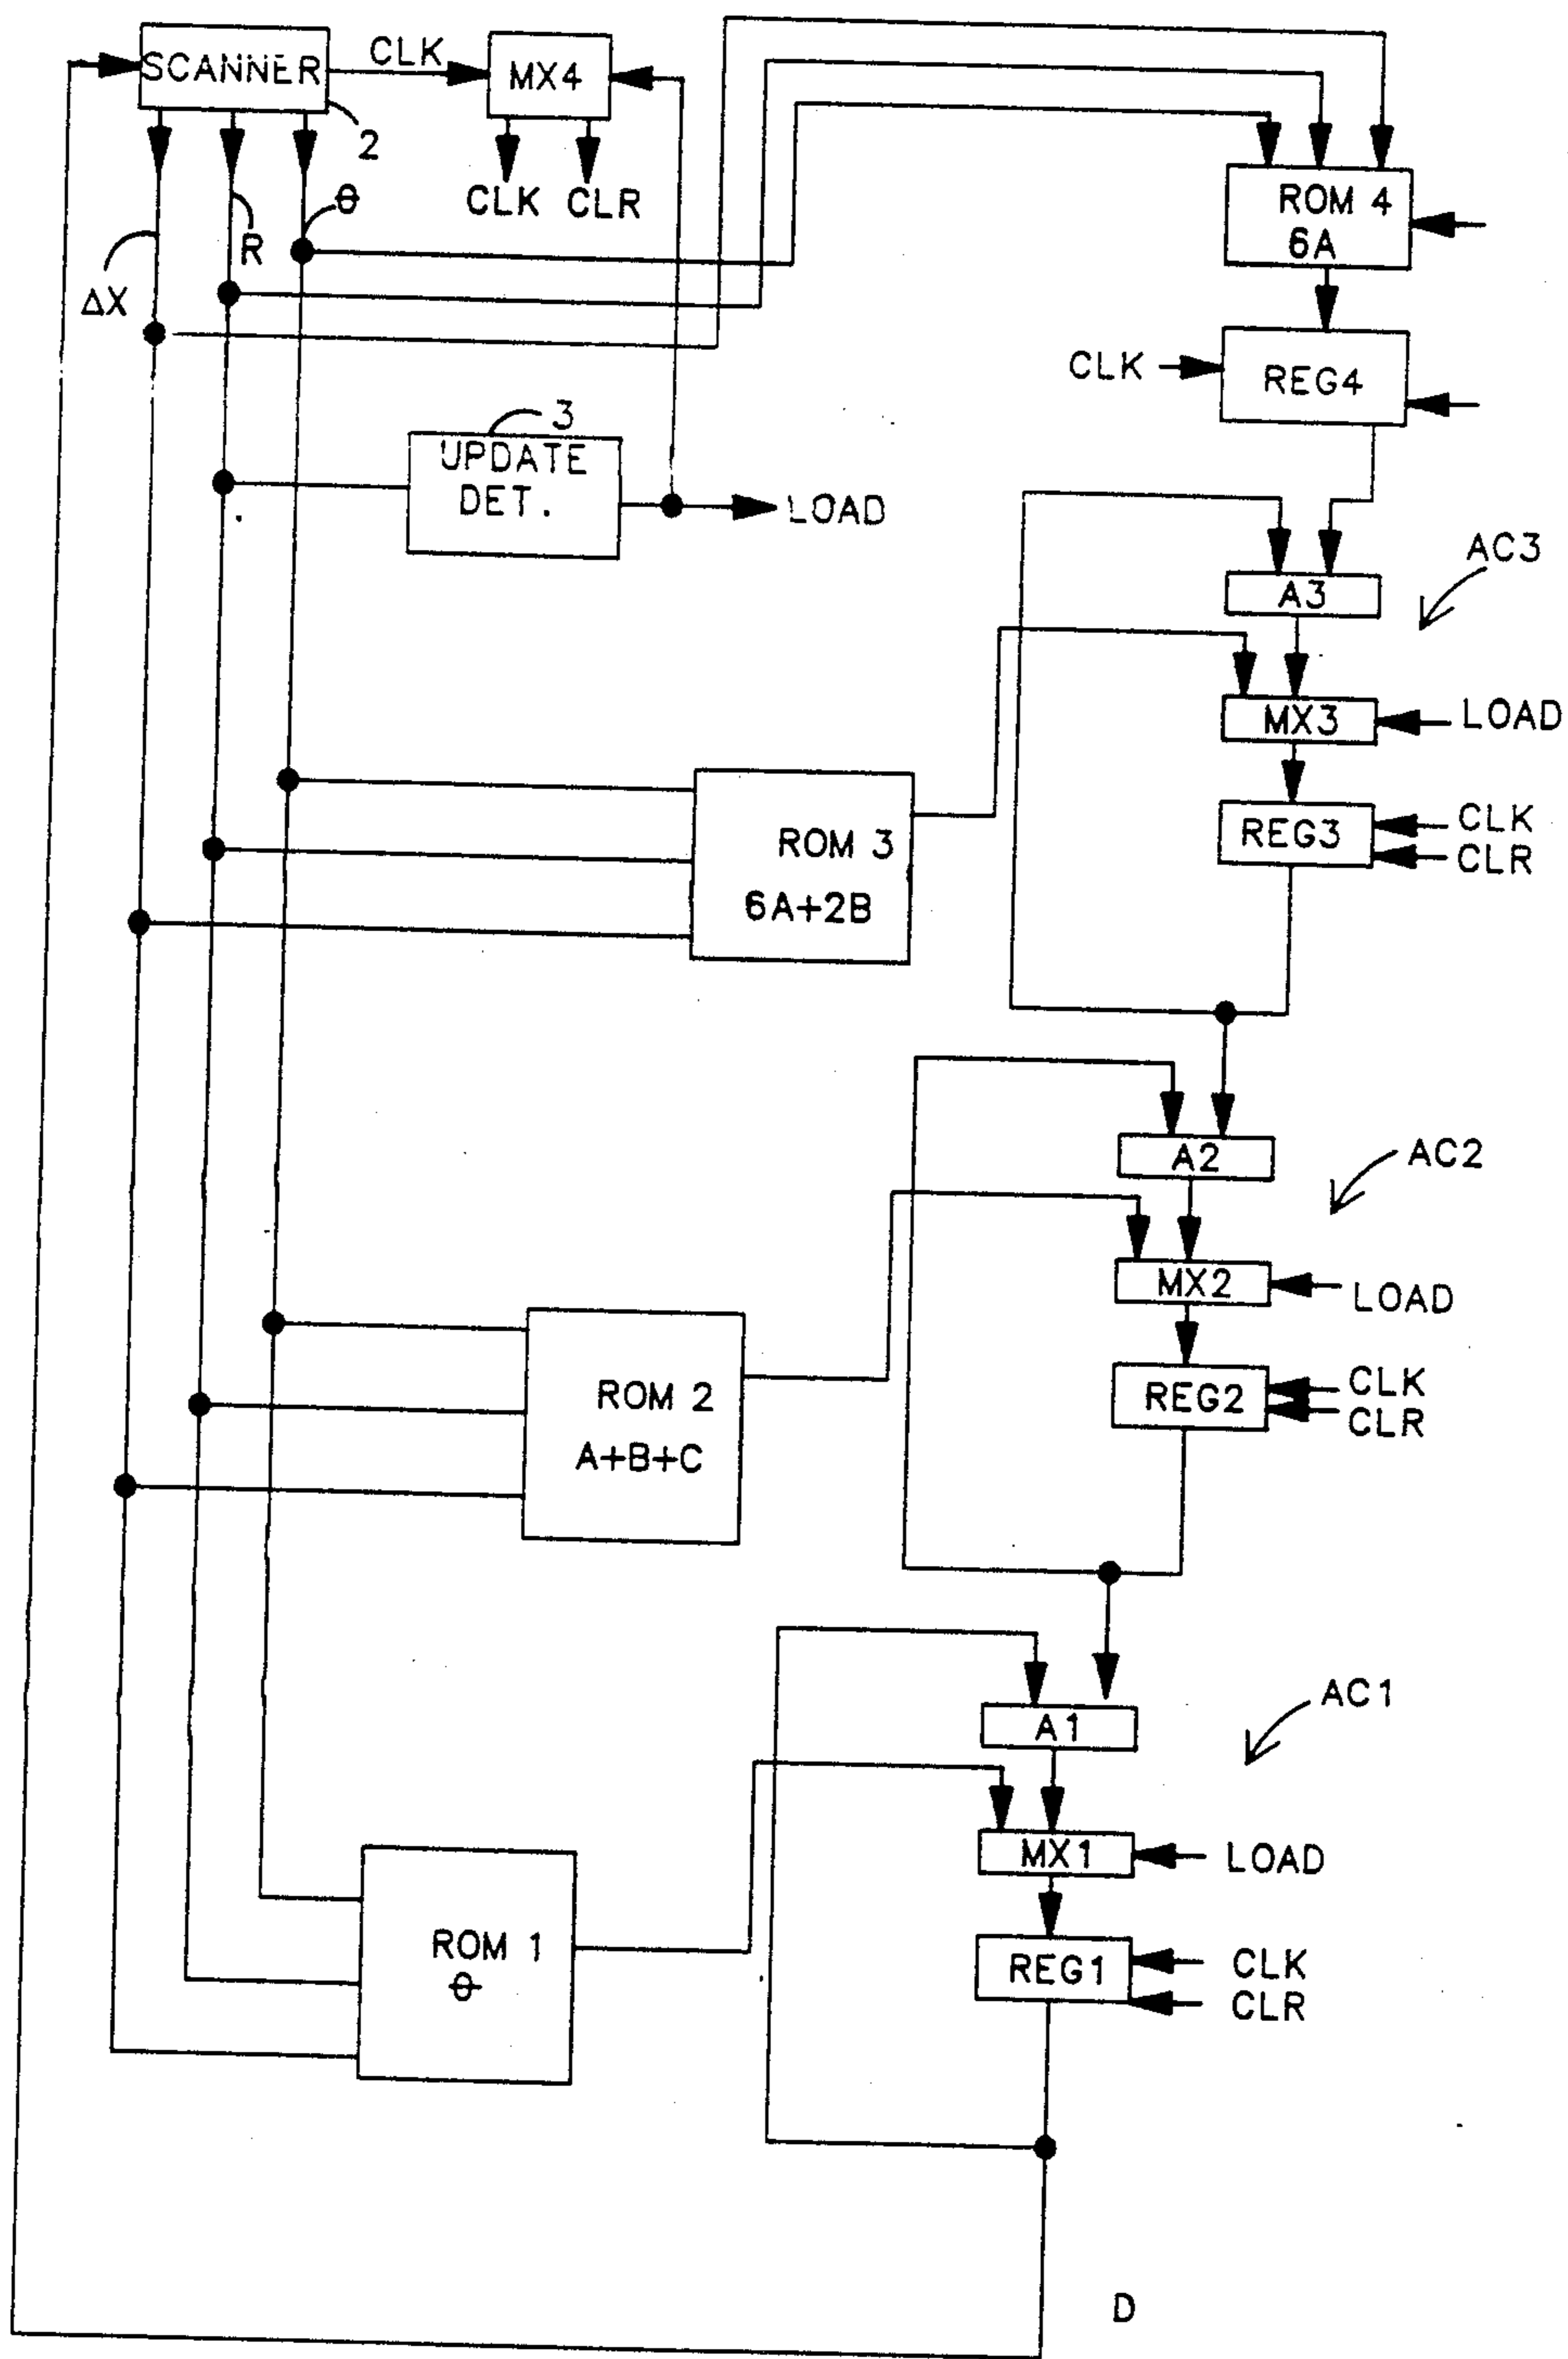 SCANNER
CLK
MX4
2
CLK CLR
θ
R
ΔX
ROM 4
6A
CLK
REG4
3
UPDATE
DET.
LOAD
A3
AC3
MX3
LOAD
REG3
CLK
CLR
ROM 3
6A+2B
A2
AC2
MX2
LOAD
REG2
CLK
CLR
ROM 2
A+B+C
A1
AC1
MX1
LOAD
ROM 1
θ
REG1
CLK
CLR
D